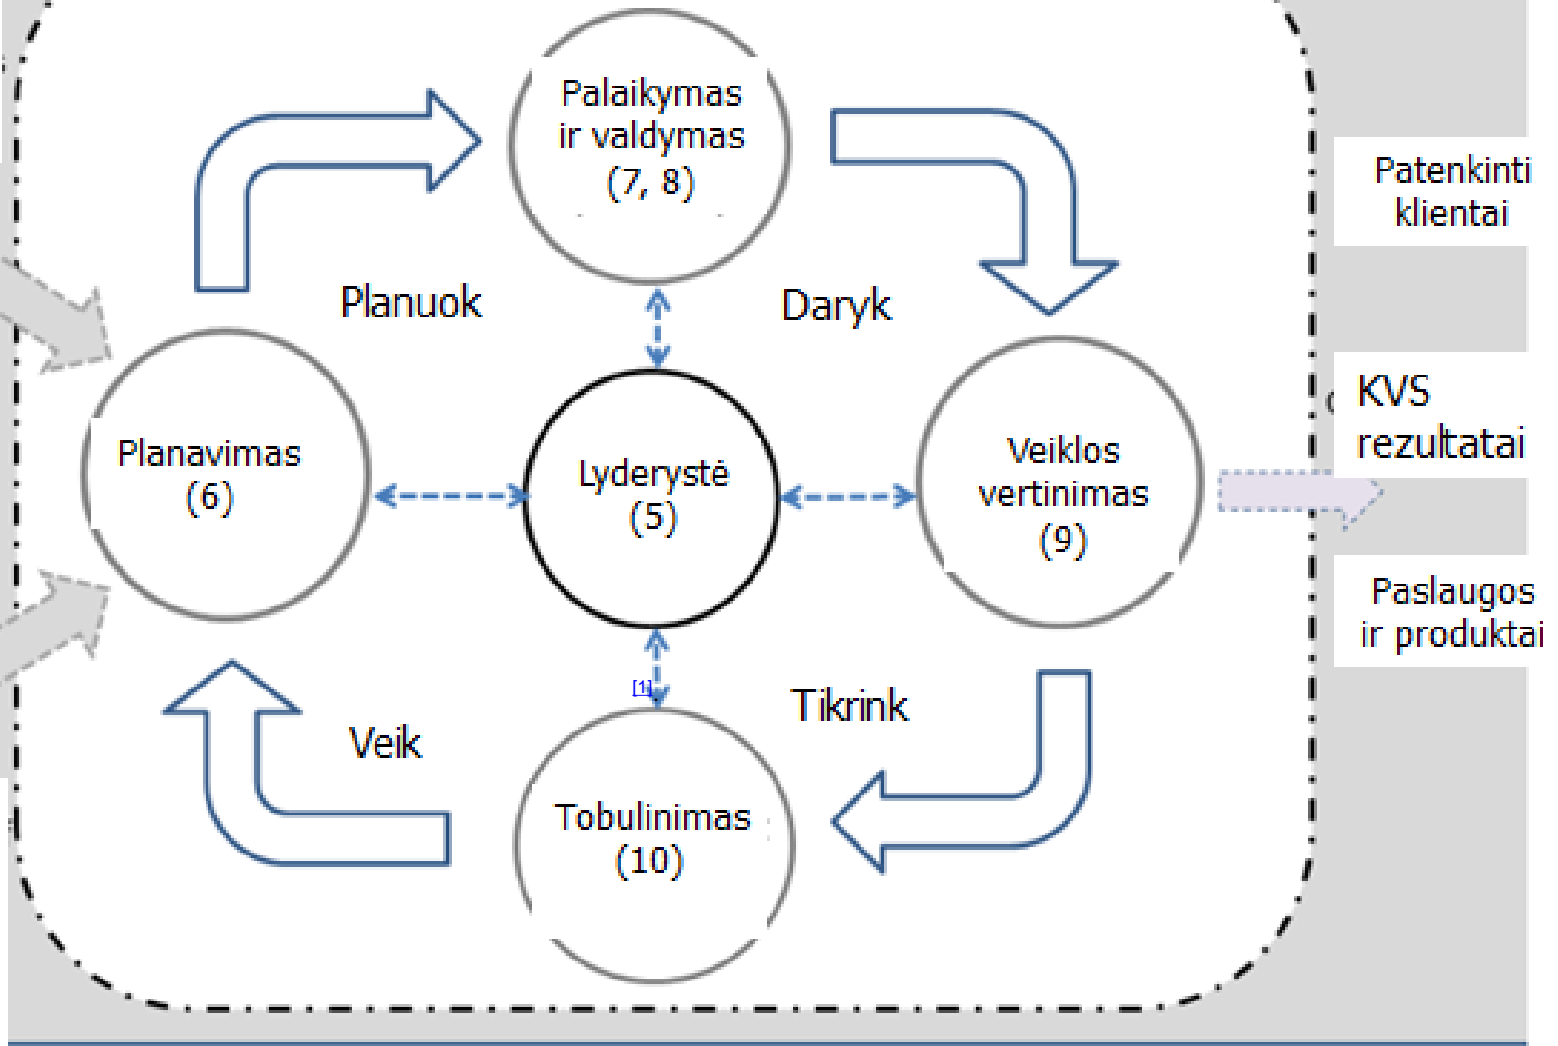 Palaikymas
ir valdymas
(7, 8)
Patenkinti
klientai
Planuok
Daryk
KVS
rezultatai
Planavimas
(6)
Lyderystė
(5)
Veiklos
vertinimas
(9)
Paslaugos
ir produktai
[1]
Tikrink
Veik
Tobulinimas
(10)